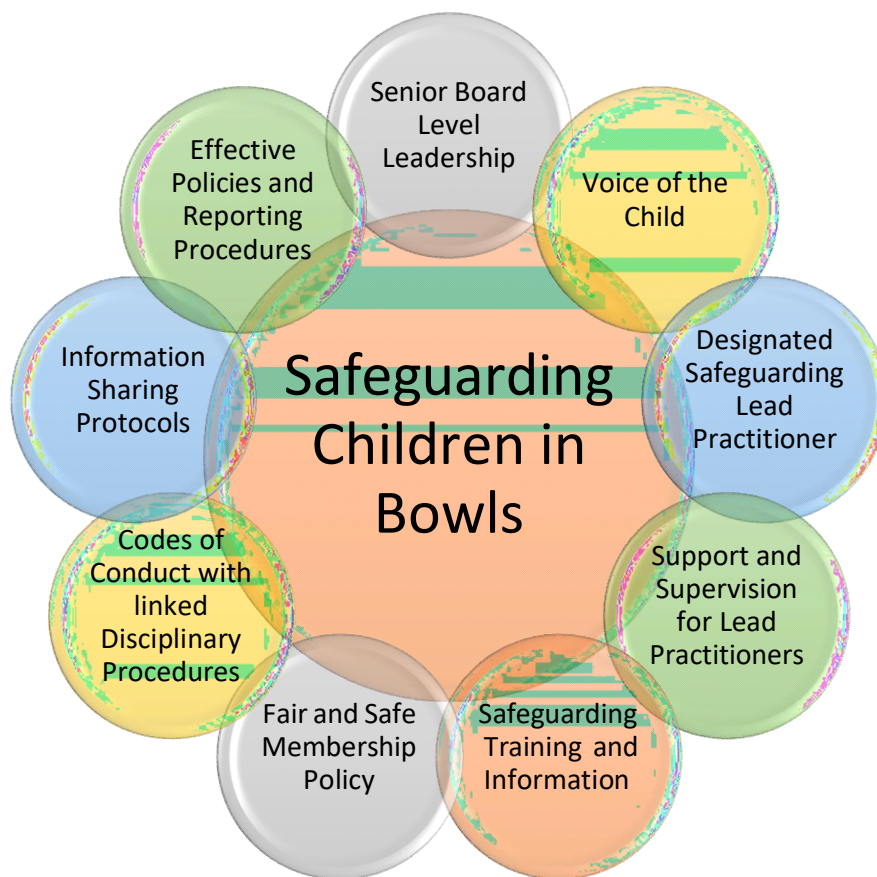 Senior Board
Level
Leadership
Voice of the
Child
Designated
Safeguarding
Lead
Practitioner
Support and
Supervision
for Lead
Practitioners
Safeguarding
Training and
Information
Fair and Safe
Membership
Policy
Codes of
Conduct with
linked
Disciplinary
Procedures
Information
Sharing
Protocols
Effective
Policies and
Reporting
Procedures
Safeguarding
Children in
Bowls